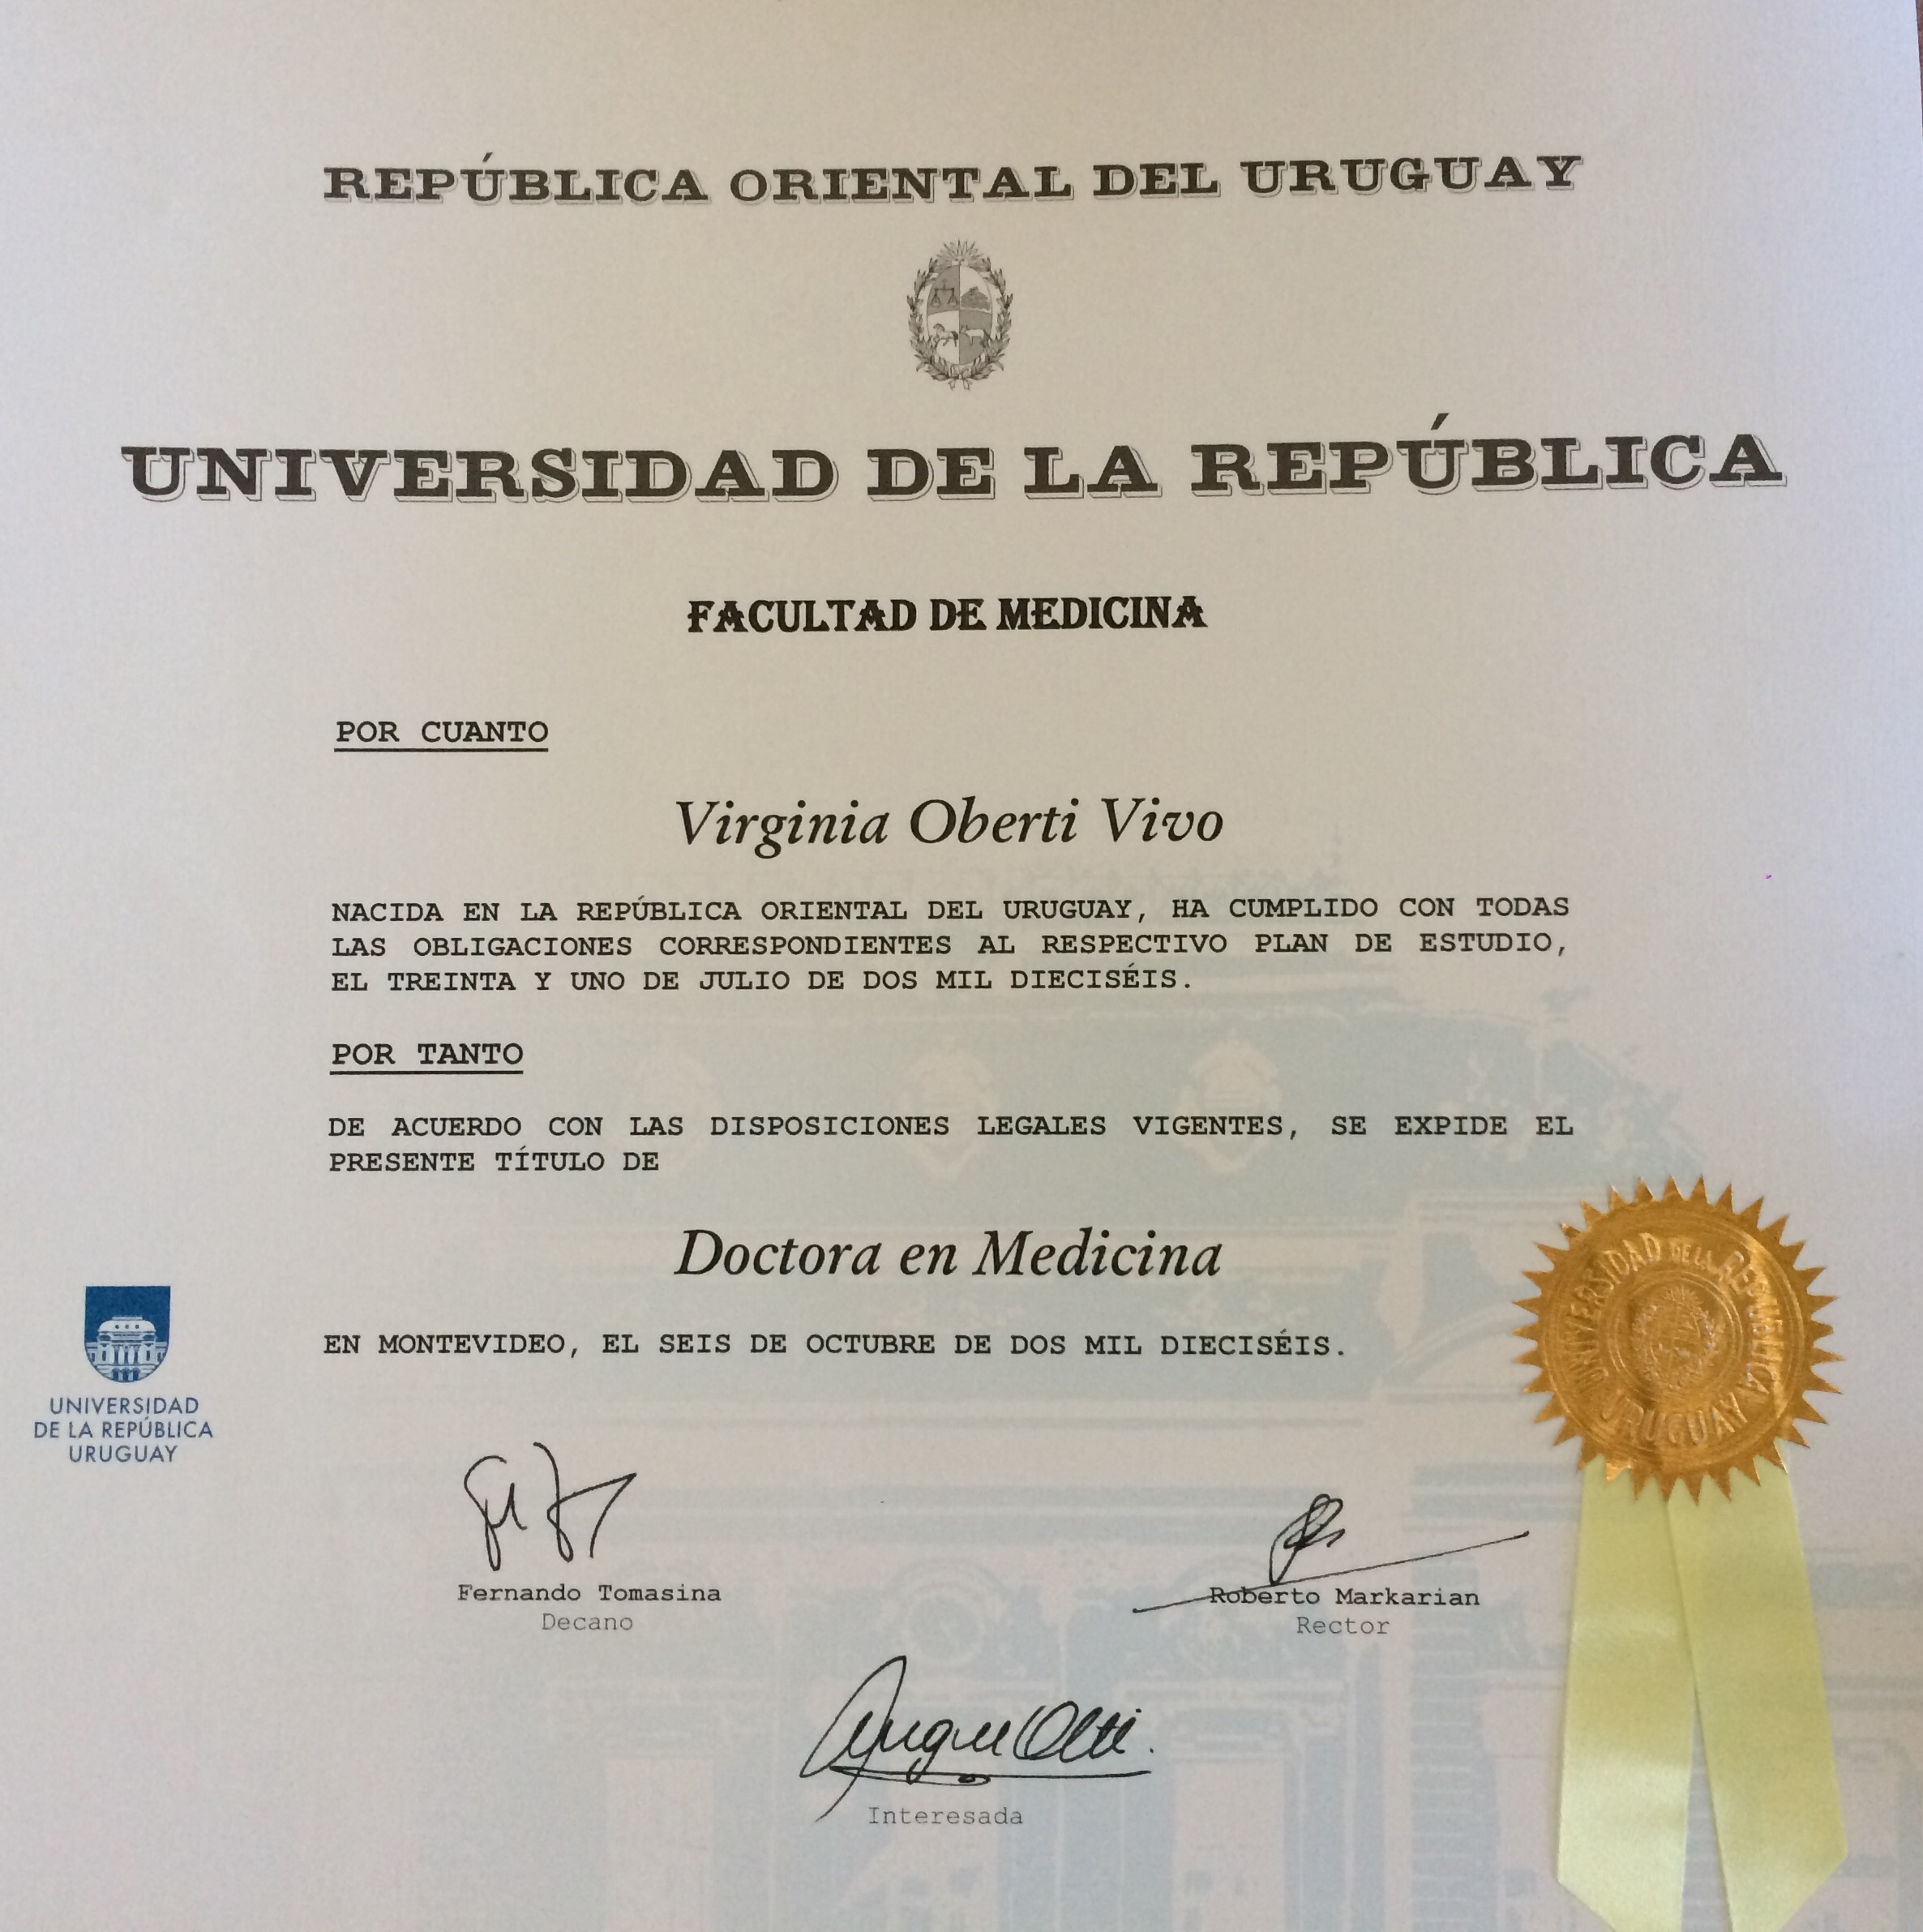 REPÚBLICA ORIENTAL DEL URUGUAY
UNIVERSIDAD DE LA REPÚBLICA
FACULTAD DE MEDICINA
POR CUANTO
Virginia Oberti Vivo
NACIDA EN LA REPÚBLICA ORIENTAL DEL URUGUAY, HA CUMPLIDO CON TODAS
LAS OBLIGACIONES CORRESPONDIENTES AL RESPECTIVO PLAN DE ESTUDIO,
EL TREINTA Y UNO DE JULIO DE DOS MIL DIECISÉIS.
POR TANTO
DE ACUERDO CON LAS DISPOSICIONES LEGALES VIGENTES, SE EXPIDE EL
PRESENTE TÍTULO DE
Doctora en Medicina
EN MONTEVIDEO, EL SEIS DE OCTUBRE DE DOS MIL DIECISÉIS.
UNIVERSIDAD
DE LA REPÚBLICA
URUGUAY
UNIVERSIDAD DE LA REPUBLICA
URUGUAY
Fernando Tomasina
Decano
Roberto Markarian
Rector
Interesada